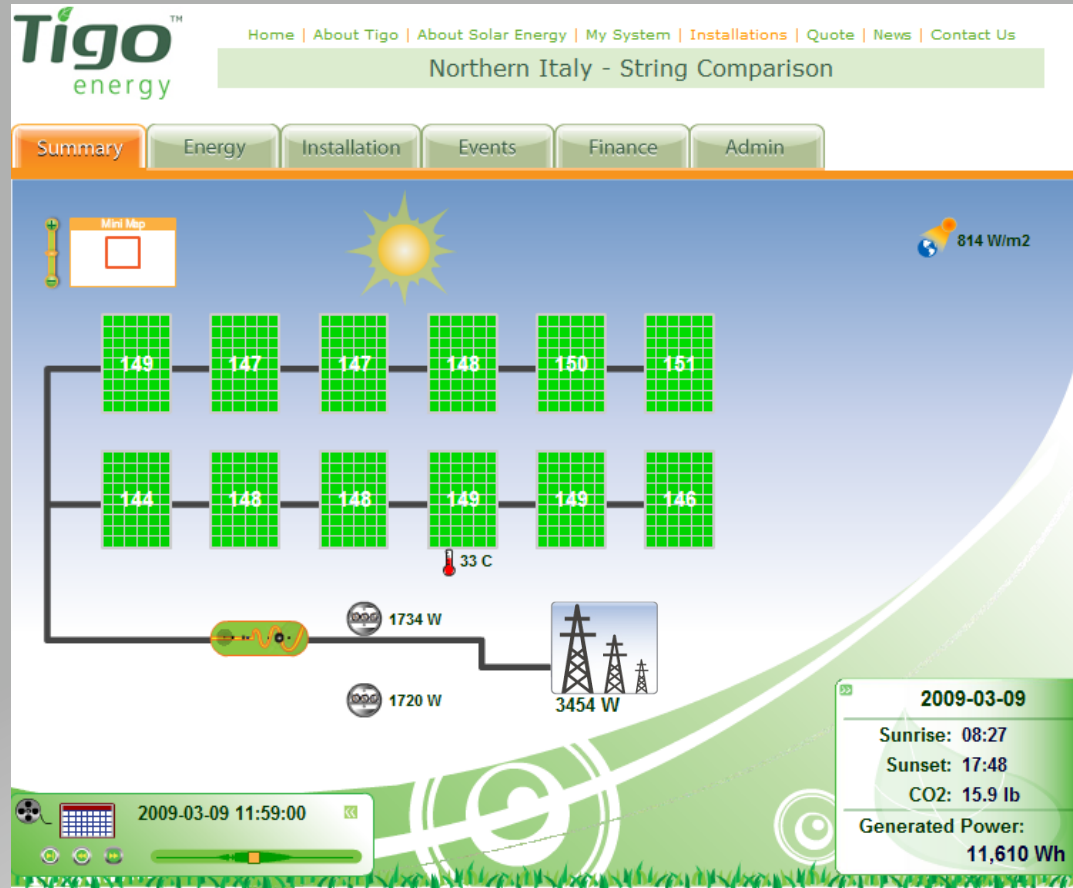 Tigo™
energy
Home | About Tigo | About Solar Energy | My System | Installations | Quote | News | Contact Us
Northern Italy - String Comparison
Summary Energy Installation Events Finance Admin
Mini Map
814 W/m2
149 147 147 148 150 151
144 148 148 149 149 146
33 C
1734 W
1720 W
3454 W
2009-03-09
Sunrise: 08:27
Sunset: 17:48
CO2: 15.9 lb
Generated Power:
11,610 Wh
2009-03-09 11:59:00